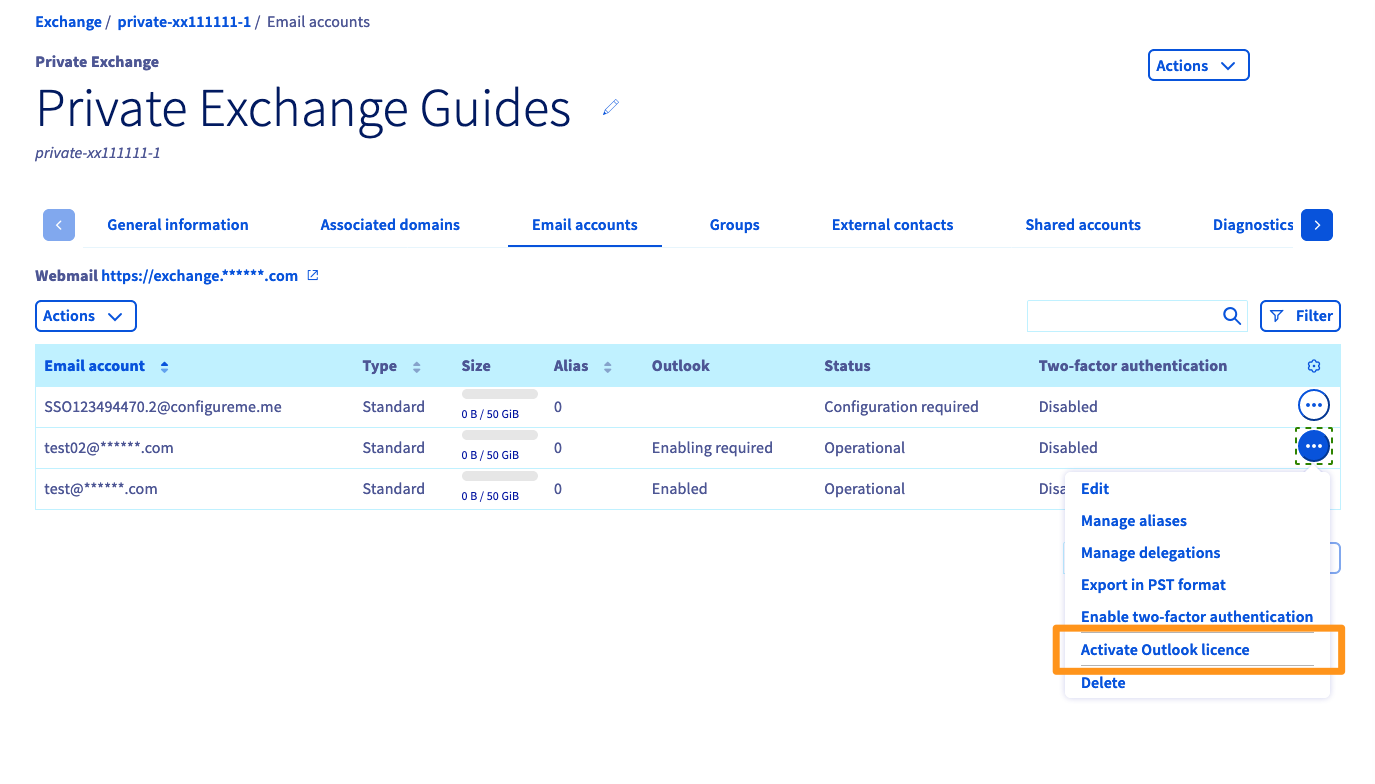 Exchange / private-xx111111-1 / Email accounts
Private Exchange
Actions
Private Exchange Guides
private-xx111111-1
General information Associated domains Email accounts Groups External contacts Shared accounts Diagnostics
Webmail https://exchange.******.com
Actions
Filter
Email account Type Size Alias Outlook Status Two-factor authentication
SSO123494470.2@configureme.me Standard 0 B / 50 GiB 0 Configuration required Disabled
test02@******.com Standard 0 B / 50 GiB 0 Enabling required Operational Disabled
test@******.com Standard 0 B / 50 GiB 0 Enabled Operational Disa
Edit
Manage aliases
Manage delegations
Export in PST format
Enable two-factor authentication
Activate Outlook licence
Delete